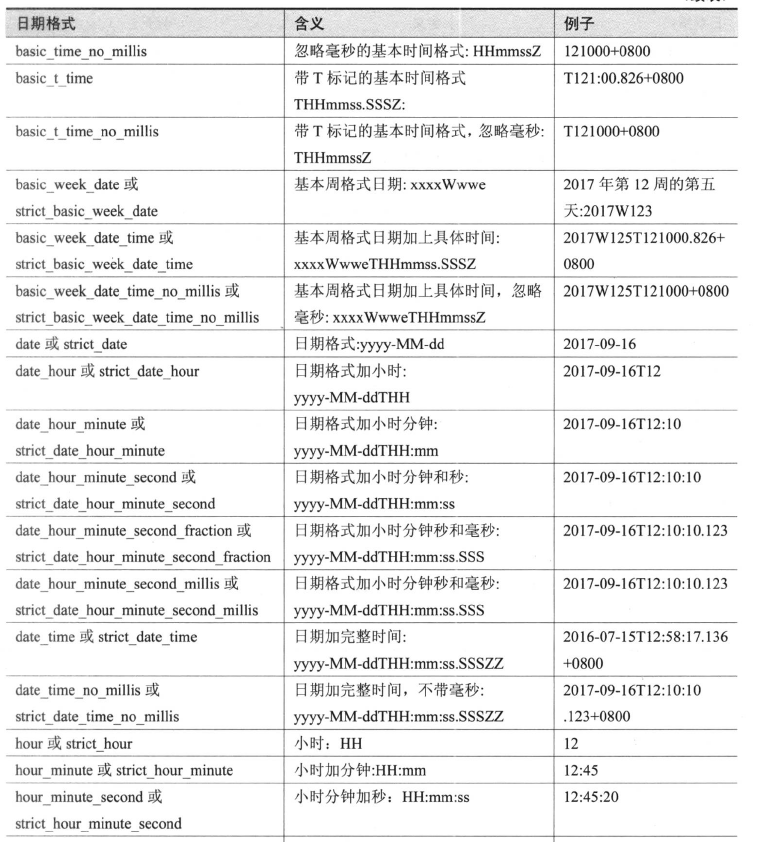 日期格式 含义 例子
basic_time_no_millis 忽略毫秒的基本时间格式: HHmmssZ 121000+0800
basic_t_time 带 T 标记的基本时间格式 T121:00.826+0800
THHmmss.SSSZ:
basic_t_time_no_millis 带 T 标记的基本时间格式，忽略毫秒: T121000+0800
THHmmssZ
basic_week_date 或 基本周格式日期: xxxxWwwe 2017 年第 12 周的第五
strict_basic_week_date 天:2017W123
basic_week_date_time 或 基本周格式日期加上具体时间: 2017W125T121000.826+
strict_basic_week_date_time xxxxWwweTHHmmss.SSSZ 0800
basic_week_date_time_no_millis 或 基本周格式日期加上具体时间，忽略 2017W125T121000+0800
strict_basic_week_date_time_no_millis 毫秒: xxxxWwweTHHmmssZ
date 或 strict_date 日期格式:yyyy-MM-dd 2017-09-16
date_hour 或 strict_date_hour 日期格式加小时: 2017-09-16T12
yyyy-MM-ddTHH
date_hour_minute 或 日期格式加小时分钟: 2017-09-16T12:10
strict_date_hour_minute yyyy-MM-ddTHH:mm
date_hour_minute_second 或 日期格式加小时分钟和秒: 2017-09-16T12:10:10
strict_date_hour_minute_second yyyy-MM-ddTHH:mm:ss
date_hour_minute_second_fraction 或 日期格式加小时分钟秒和毫秒: 2017-09-16T12:10:10.123
strict_date_hour_minute_second_fraction yyyy-MM-ddTHH:mm:ss.SSS
date_hour_minute_second_millis 或 日期格式加小时分钟秒和毫秒: 2017-09-16T12:10:10.123
strict_date_hour_minute_second_millis yyyy-MM-ddTHH:mm:ss.SSS
date_time 或 strict_date_time 日期加完整时间: 2016-07-15T12:58:17.136
yyyy-MM-ddTHH:mm:ss.SSSZZ +0800
date_time_no_millis 或 日期加完整时间，不带毫秒: 2017-09-16T12:10:10
strict_date_time_no_millis yyyy-MM-ddTHH:mm:ss.SSSZZ .123+0800
hour 或 strict_hour 小时：HH 12
hour_minute 或 strict_hour_minute 小时加分钟:HH:mm 12:45
hour_minute_second 或 小时分钟加秒：HH:mm:ss 12:45:20
strict_hour_minute_second